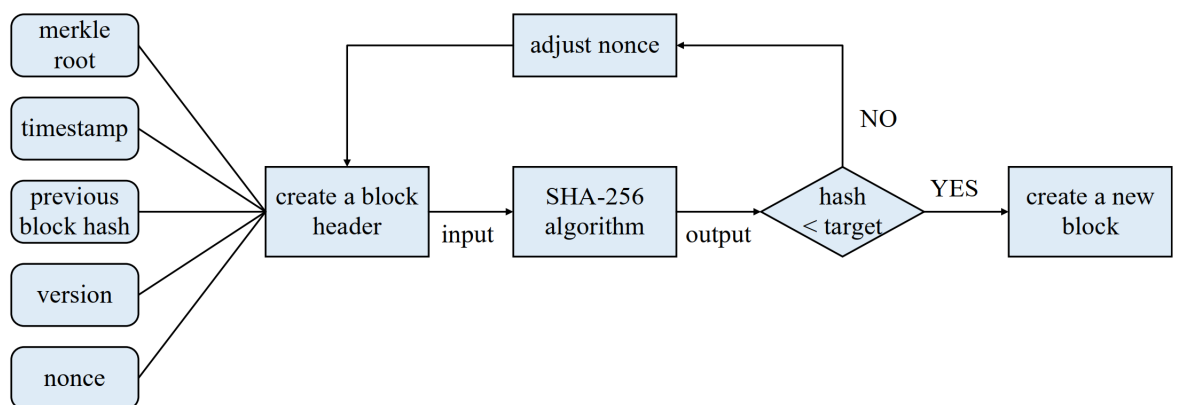 merkle
root
timestamp
previous
block hash
version
nonce
create a block
header
input
SHA-256
algorithm
output
hash
< target
NO
adjust nonce
YES
create a new
block